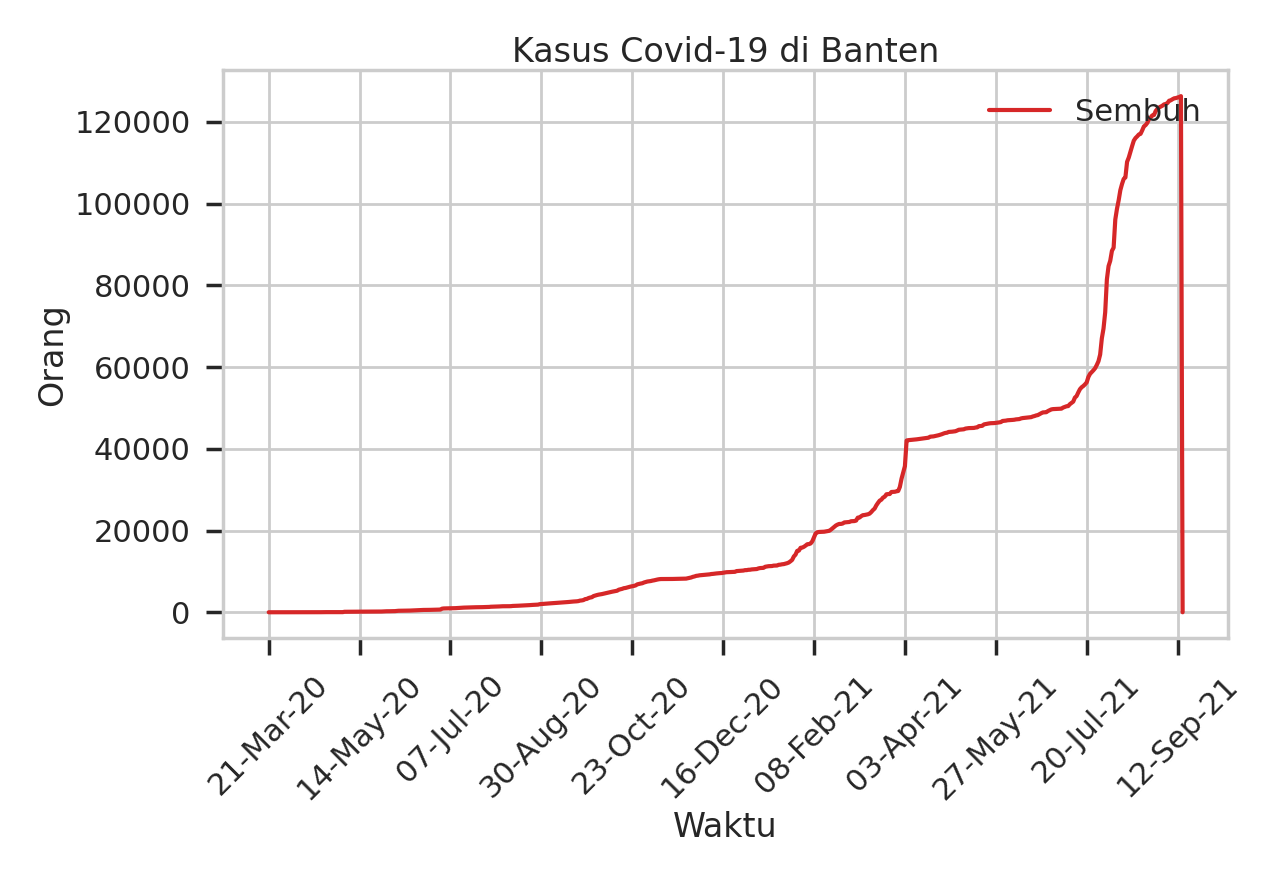 Kasus Covid-19 di Banten
Sembuh
120000
100000
80000
60000
40000
20000
0
Orang
21-Mar-20
14-May-20
07-Jul-20
30-Aug-20
23-Oct-20
16-Dec-20
08-Feb-21
03-Apr-21
27-May-21
20-Jul-21
12-Sep-21
Waktu